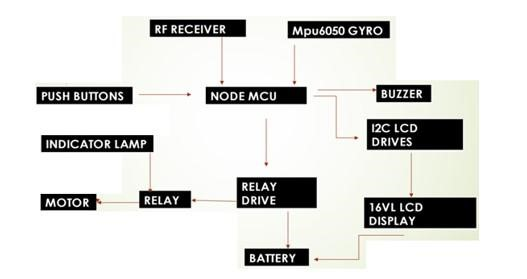 RF RECEIVER
Mpu6050 GYRO
PUSH BUTTONS
NODE MCU
BUZZER
I2C LCD
DRIVES
INDICATOR LAMP
RELAY
DRIVE
MOTOR
RELAY
16VL LCD
DISPLAY
BATTERY